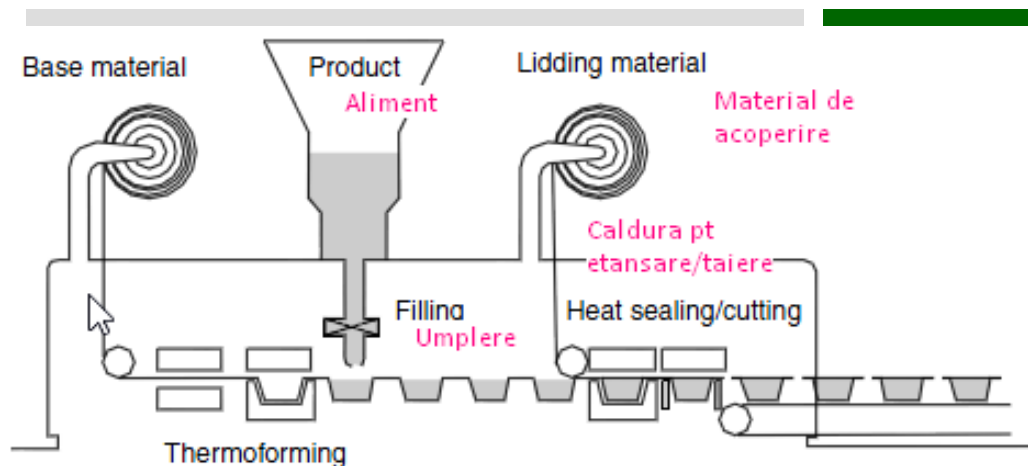 Base material
Product
Aliment
Lidding material
Material de
acoperire
Caldura pt
etansare/taiere
Filling
Umplere
Heat sealing/cutting
Thermoforming